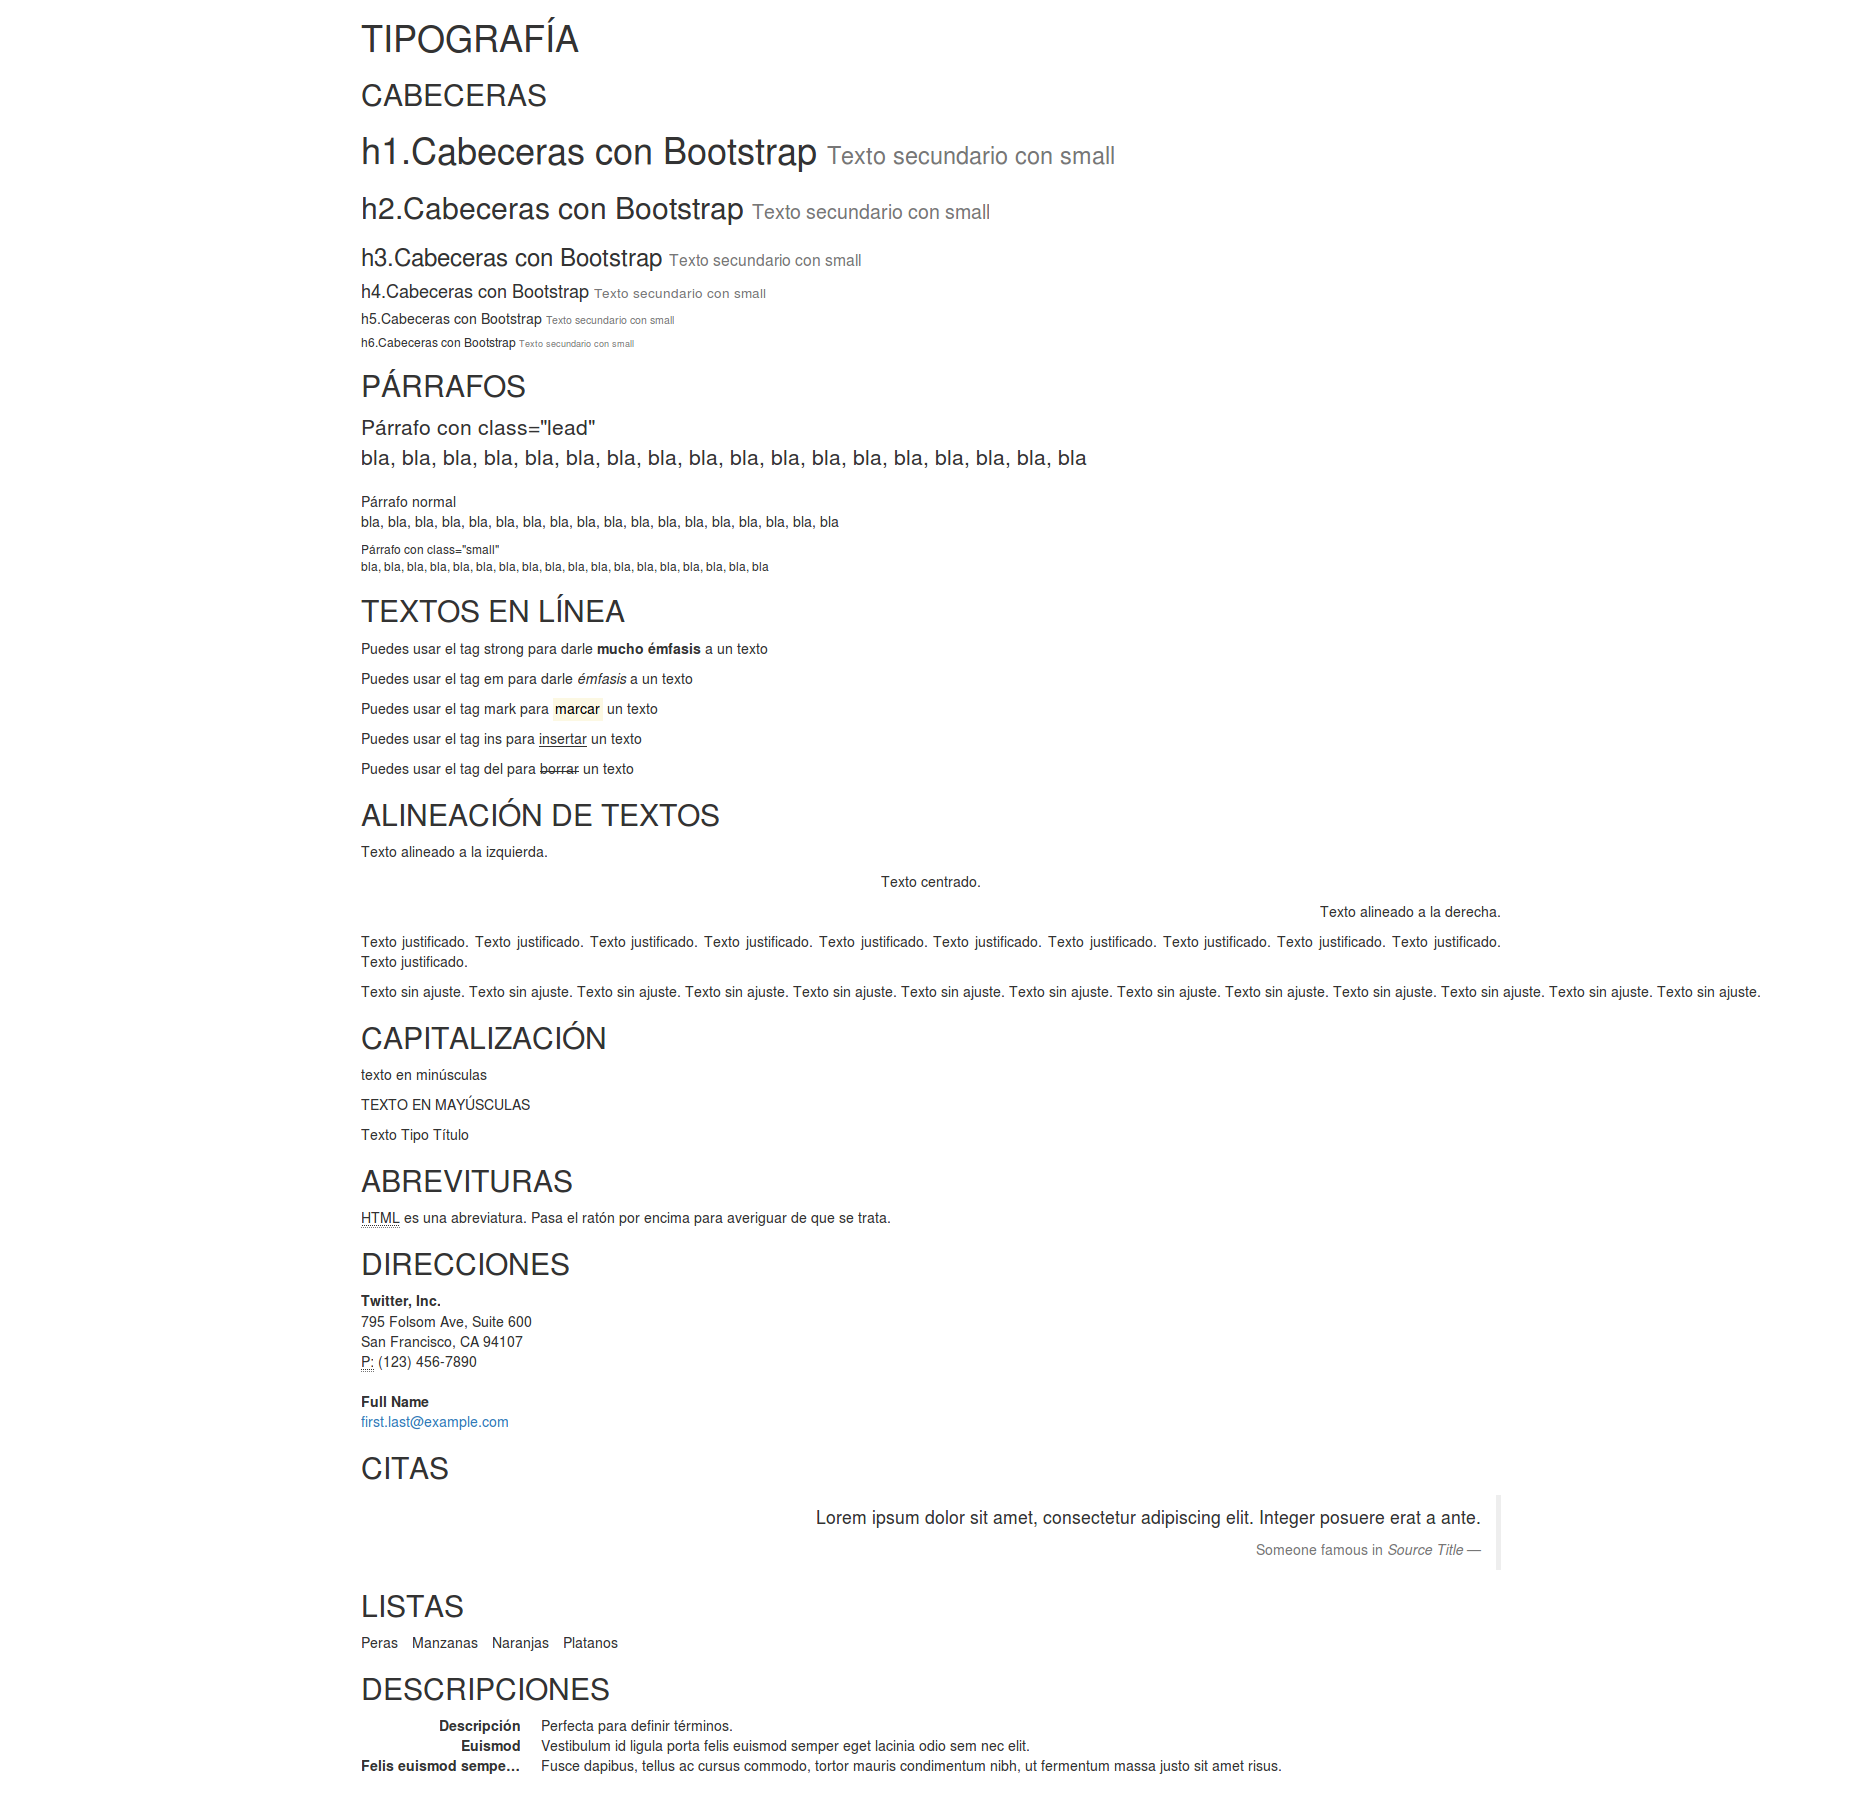 TIPOGRAFÍA
CABECERAS
h1.Cabeceras con Bootstrap Texto secundario con small
h2.Cabeceras con Bootstrap Texto secundario con small
h3.Cabeceras con Bootstrap Texto secundario con small
h4.Cabeceras con Bootstrap Texto secundario con small
h5.Cabeceras con Bootstrap Texto secundario con small
h6.Cabeceras con Bootstrap Texto secundario con small
PÁRRAFOS
Párrafo con class="lead"
bla, bla, bla, bla, bla, bla, bla, bla, bla, bla, bla, bla, bla, bla, bla, bla, bla, bla
Párrafo normal
bla, bla, bla, bla, bla, bla, bla, bla, bla, bla, bla, bla, bla, bla, bla, bla, bla, bla
Párrafo con class="small"
bla, bla, bla, bla, bla, bla, bla, bla, bla, bla, bla, bla, bla, bla, bla, bla, bla, bla
TEXTOS EN LÍNEA
Puedes usar el tag strong para darle mucho émfasis a un texto
Puedes usar el tag em para darle émfasis a un texto
Puedes usar el tag mark para marcar un texto
Puedes usar el tag ins para insertar un texto
Puedes usar el tag del para borrar un texto
ALINEACIÓN DE TEXTOS
Texto alineado a la izquierda.
Texto centrado.
Texto alineado a la derecha.
Texto justificado. Texto justificado. Texto justificado. Texto justificado. Texto justificado. Texto justificado. Texto justificado. Texto justificado. Texto justificado. Texto justificado.
Texto justificado.
Texto sin ajuste. Texto sin ajuste. Texto sin ajuste. Texto sin ajuste. Texto sin ajuste. Texto sin ajuste. Texto sin ajuste. Texto sin ajuste. Texto sin ajuste. Texto sin ajuste. Texto sin ajuste. Texto sin ajuste. Texto sin ajuste.
CAPITALIZACIÓN
texto en minúsculas
TEXTO EN MAYÚSCULAS
Texto Tipo Título
ABREVITURAS
HTML es una abreviatura. Pasa el ratón por encima para averiguar de que se trata.
DIRECCIONES
Twitter, Inc.
795 Folsom Ave, Suite 600
San Francisco, CA 94107
P: (123) 456-7890
Full Name
first.last@example.com
CITAS
Lorem ipsum dolor sit amet, consectetur adipiscing elit. Integer posuere erat a ante.
Someone famous in Source Title —
LISTAS
Peras Manzanas Naranjas Platanos
DESCRIPCIONES
Descripción Perfecta para definir términos.
Euismod Vestibulum id ligula porta felis euismod semper eget lacinia odio sem nec elit.
Felis euismod sempe... Fusce dapibus, tellus ac cursus commodo, tortor mauris condimentum nibh, ut fermentum massa justo sit amet risus.